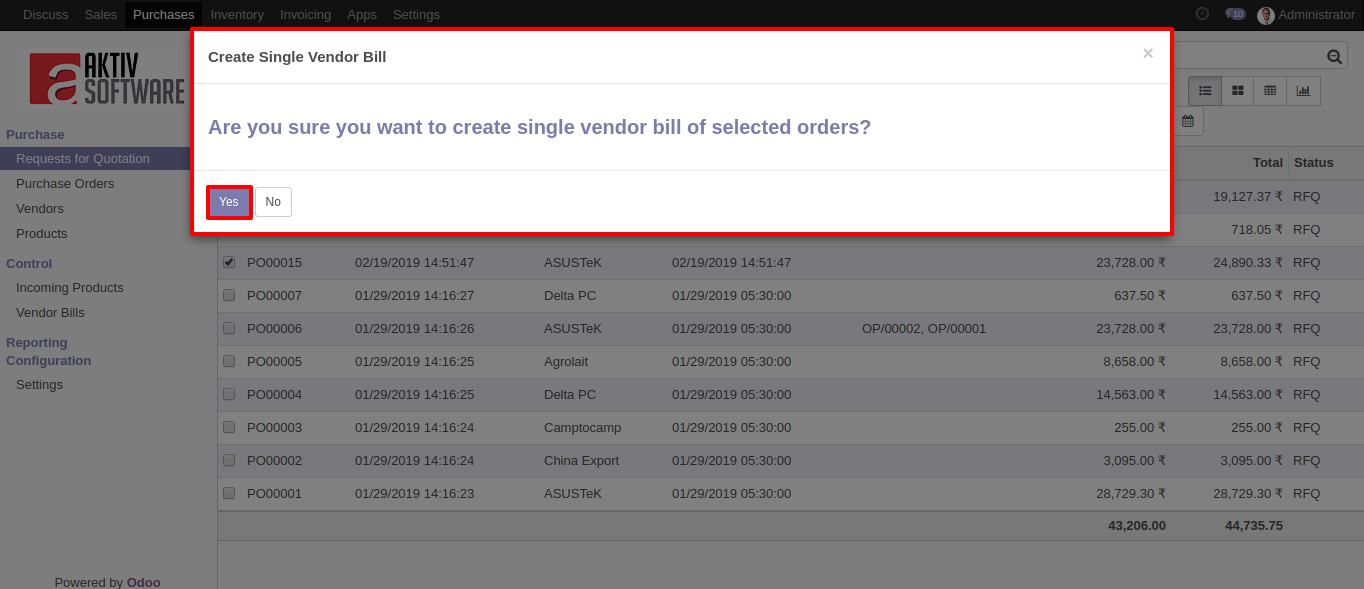 Discuss Sales Purchases Inventory Invoicing Apps Settings 10 Administrator
AKTIV
SOFTWARE
Create Single Vendor Bill ×
Are you sure you want to create single vendor bill of selected orders?
Yes No
Purchase
Requests for Quotation
Purchase Orders
Vendors
Products
Control
Incoming Products
Vendor Bills
Reporting
Configuration
Settings
Powered by Odoo
Total Status
19,127.37 ₹ RFQ
718.05 ₹ RFQ
PO00015 02/19/2019 14:51:47 ASUSTeK 02/19/2019 14:51:47 23,728.00 ₹ 24,890.33 ₹ RFQ
PO00007 01/29/2019 14:16:27 Delta PC 01/29/2019 05:30:00 637.50 ₹ 637.50 ₹ RFQ
PO00006 01/29/2019 14:16:26 ASUSTeK 01/29/2019 05:30:00 OP/00002, OP/00001 23,728.00 ₹ 23,728.00 ₹ RFQ
PO00005 01/29/2019 14:16:25 Agrolait 01/29/2019 05:30:00 8,658.00 ₹ 8,658.00 ₹ RFQ
PO00004 01/29/2019 14:16:25 Delta PC 01/29/2019 05:30:00 14,563.00 ₹ 14,563.00 ₹ RFQ
PO00003 01/29/2019 14:16:24 Camptocamp 01/29/2019 05:30:00 255.00 ₹ 255.00 ₹ RFQ
PO00002 01/29/2019 14:16:24 China Export 01/29/2019 05:30:00 3,095.00 ₹ 3,095.00 ₹ RFQ
PO00001 01/29/2019 14:16:23 ASUSTeK 01/29/2019 05:30:00 28,729.30 ₹ 28,729.30 ₹ RFQ
43,206.00 44,735.75